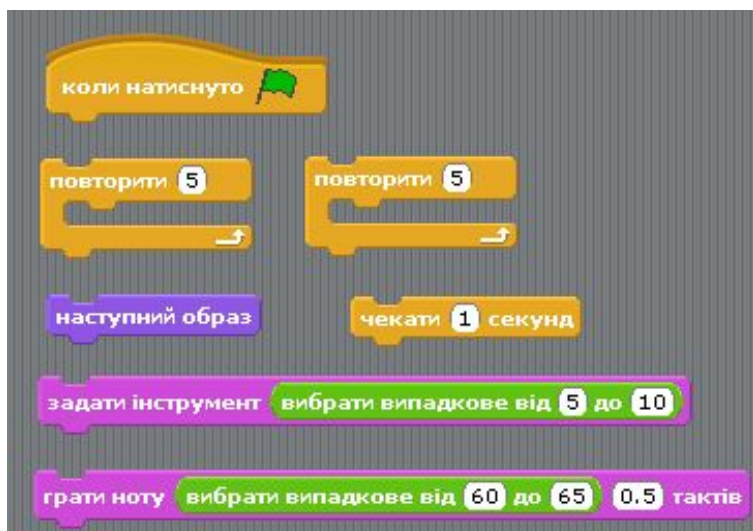 коли натиснуто
повторити 5
повторити 5
наступний образ
чекати 1 секунд
задати інструмент вибрати випадкове від 5 до 10
грати ноту вибрати випадкове від 60 до 65 0.5 тактів